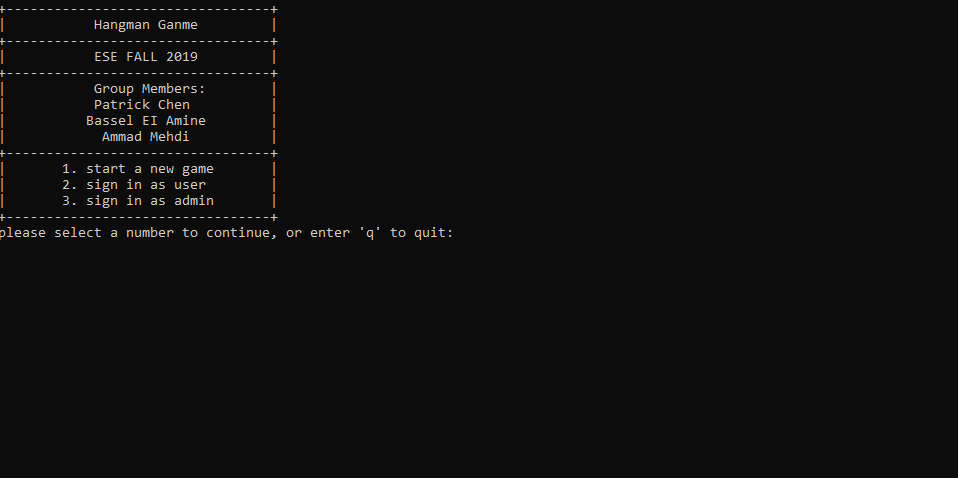 Hangman Ganme
ESE FALL 2019
Group Members:
Patrick Chen
Bassel EI Amine
Ammad Mehdi
1. start a new game
2. sign in as user
3. sign in as admin
please select a number to continue, or enter 'q' to quit: